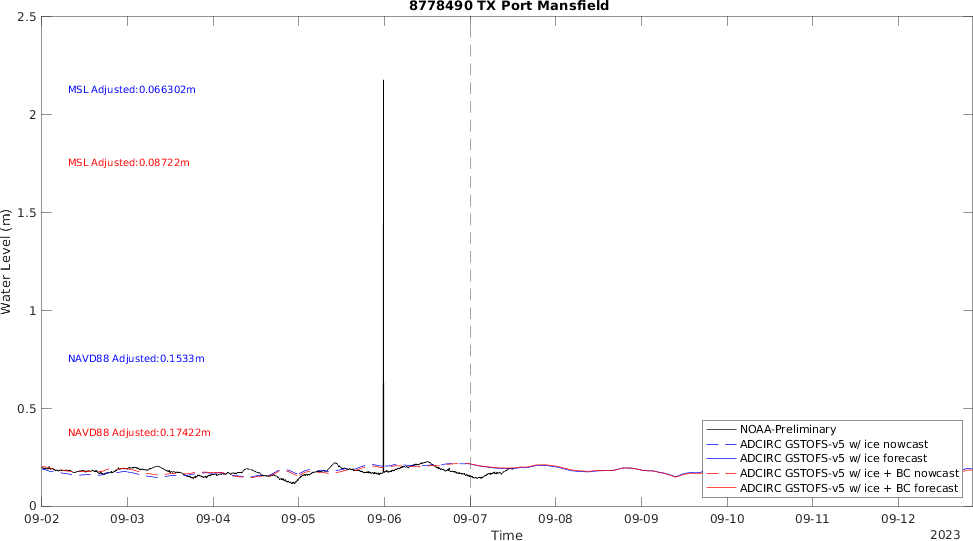 8778490 TX Port Mansfield
2.5
2
1.5
1
0.5
0
Water Level (m)
MSL Adjusted:0.066302m
MSL Adjusted:0.08722m
NAVD88 Adjusted:0.1533m
NAVD88 Adjusted:0.17422m
NOAA-Preliminary
ADCIRC GSTOFS-v5 w/ ice nowcast
ADCIRC GSTOFS-v5 w/ ice forecast
ADCIRC GSTOFS-v5 w/ ice + BC nowcast
ADCIRC GSTOFS-v5 w/ ice + BC forecast
09-02 09-03 09-04 09-05 09-06 09-07 09-08 09-09 09-10 09-11 09-12
Time
2023